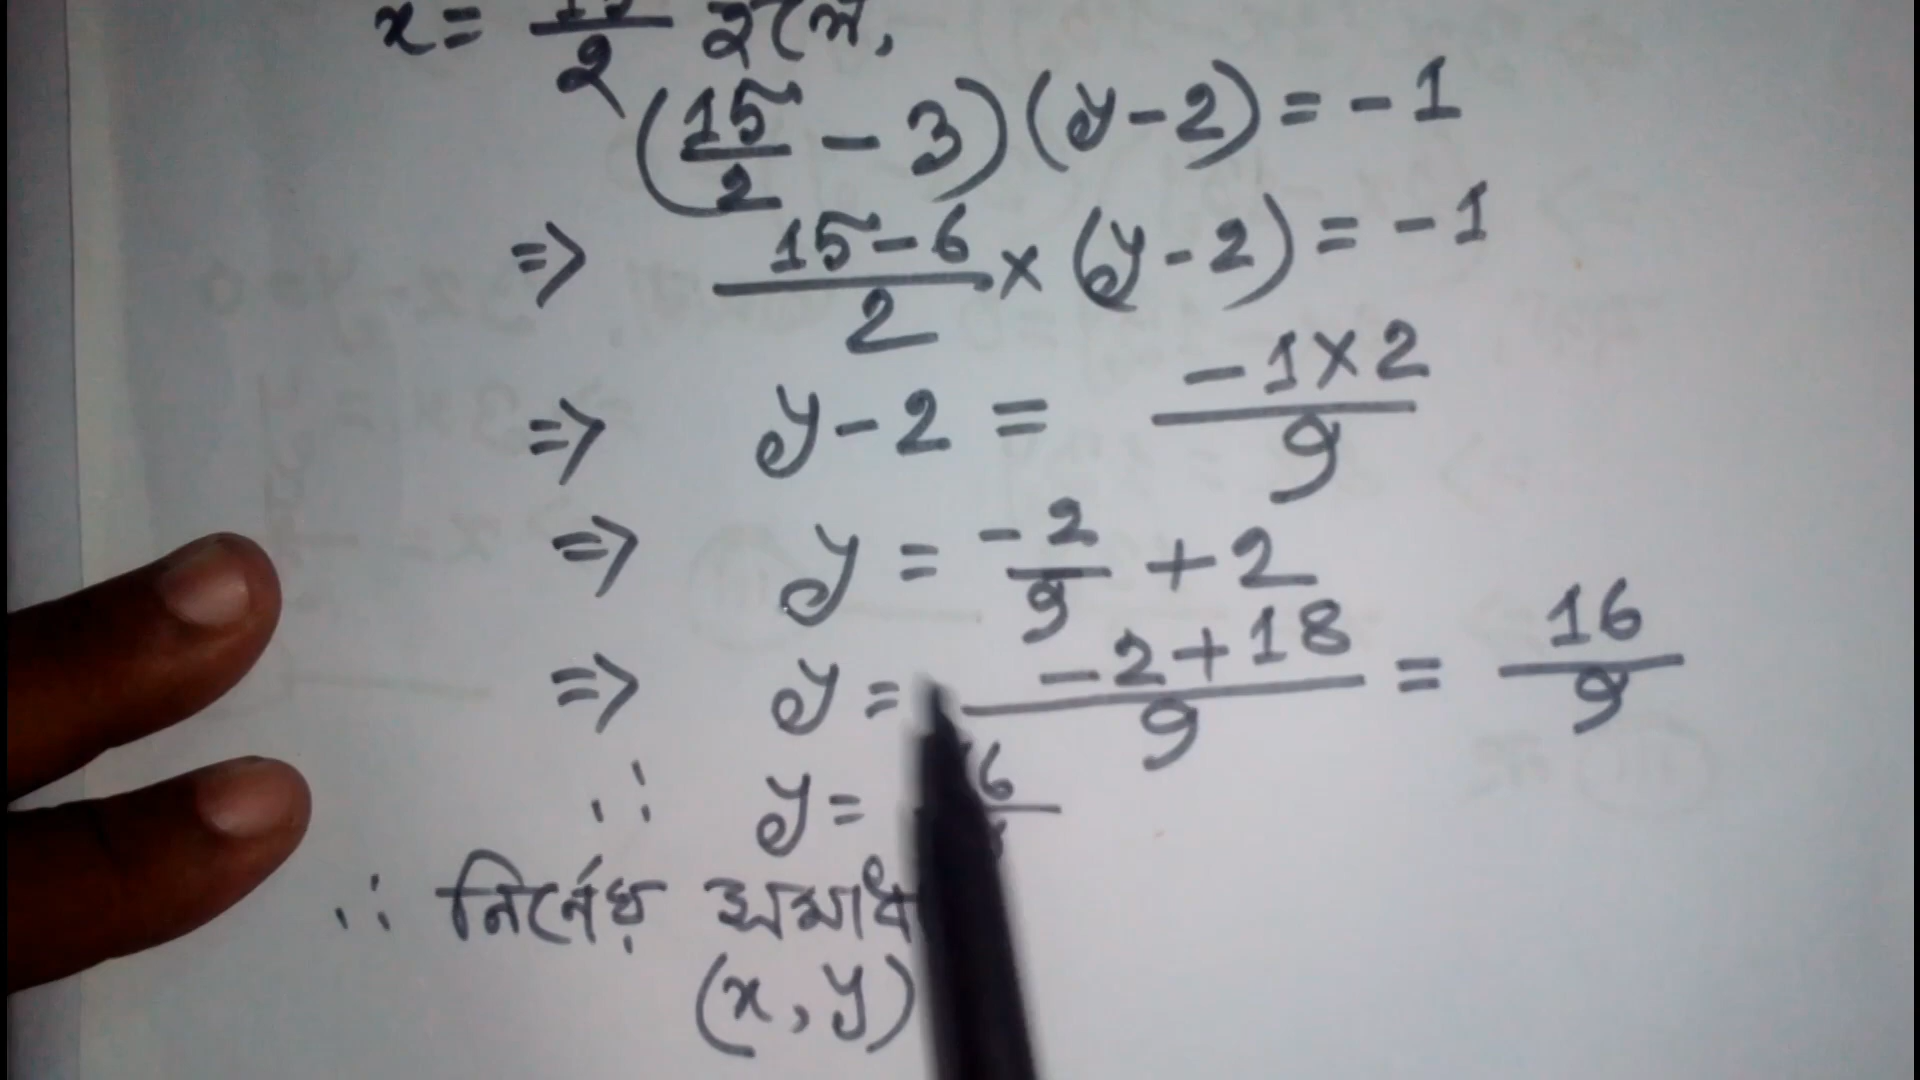 x = 15/2 হলে,
(15/2 - 3)(y - 2) = -1
=> (15 - 6)/2 × (y - 2) = -1
=> y - 2 = (-1 × 2)/9
=> y = -2/9 + 2
=> y = (-2 + 18)/9 = 16/9
∴ y =
∴ নির্ণেয়
(x, y)